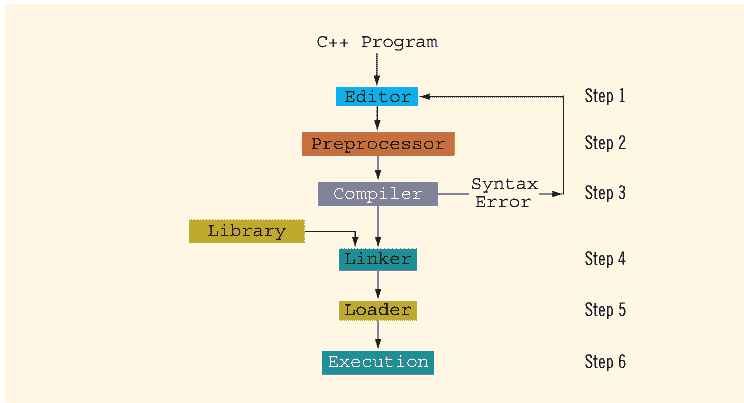 C++ Program
Editor
Step 1
Preprocessor
Step 2
Compiler
Syntax
Error
Step 3
Library
Linker
Step 4
Loader
Step 5
Execution
Step 6